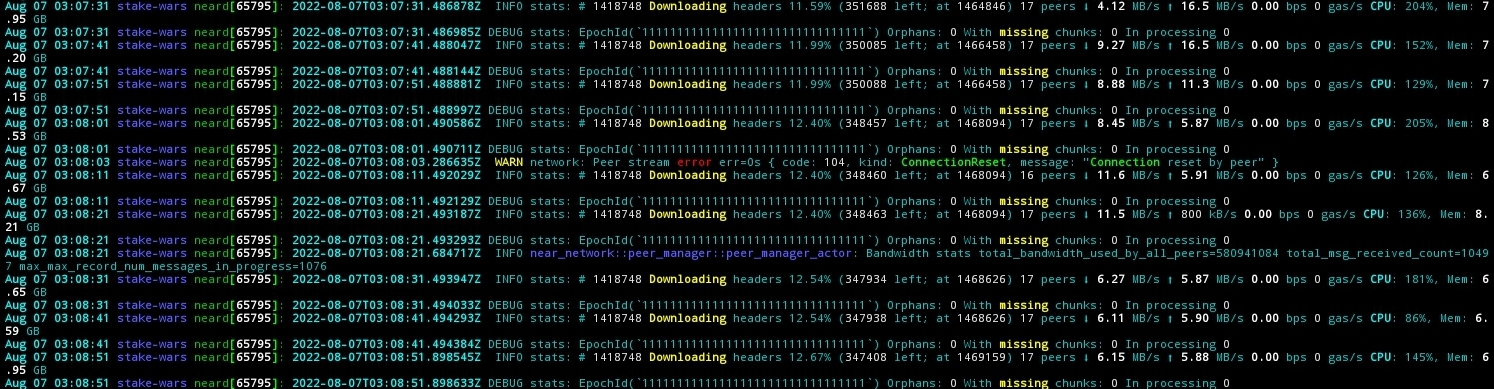 Aug 07 03:07:31 stake-wars neard[65795]: 2022-08-07T03:07:31.486878Z  INFO stats: # 1418748 Downloading headers 11.59% (351688 left; at 1464846) 17 peers ↓ 4.12 MB/s ↑ 16.5 MB/s 0.00 bps 0 gas/s CPU: 204%, Mem: 7
.95 GB
Aug 07 03:07:31 stake-wars neard[65795]: 2022-08-07T03:07:31.486985Z DEBUG stats: EpochId(`11111111111111111111111111111111`) Orphans: 0 With missing chunks: 0 In processing 0
Aug 07 03:07:41 stake-wars neard[65795]: 2022-08-07T03:07:41.488047Z  INFO stats: # 1418748 Downloading headers 11.99% (350085 left; at 1466458) 17 peers ↓ 9.27 MB/s ↑ 16.5 MB/s 0.00 bps 0 gas/s CPU: 152%, Mem: 7
.20 GB
Aug 07 03:07:41 stake-wars neard[65795]: 2022-08-07T03:07:41.488144Z DEBUG stats: EpochId(`11111111111111111111111111111111`) Orphans: 0 With missing chunks: 0 In processing 0
Aug 07 03:07:51 stake-wars neard[65795]: 2022-08-07T03:07:51.488881Z  INFO stats: # 1418748 Downloading headers 11.99% (350088 left; at 1466458) 17 peers ↓ 8.88 MB/s ↑ 11.3 MB/s 0.00 bps 0 gas/s CPU: 129%, Mem: 7
.15 GB
Aug 07 03:07:51 stake-wars neard[65795]: 2022-08-07T03:07:51.488997Z DEBUG stats: EpochId(`11111111111111111111111111111111`) Orphans: 0 With missing chunks: 0 In processing 0
Aug 07 03:08:01 stake-wars neard[65795]: 2022-08-07T03:08:01.490586Z  INFO stats: # 1418748 Downloading headers 12.40% (348457 left; at 1468094) 17 peers ↓ 8.45 MB/s ↑ 5.87 MB/s 0.00 bps 0 gas/s CPU: 205%, Mem: 8
.53 GB
Aug 07 03:08:01 stake-wars neard[65795]: 2022-08-07T03:08:01.490711Z DEBUG stats: EpochId(`11111111111111111111111111111111`) Orphans: 0 With missing chunks: 0 In processing 0
Aug 07 03:08:03 stake-wars neard[65795]: 2022-08-07T03:08:03.286635Z  WARN network: Peer stream error err=Os { code: 104, kind: ConnectionReset, message: "Connection reset by peer" }
Aug 07 03:08:11 stake-wars neard[65795]: 2022-08-07T03:08:11.492029Z  INFO stats: # 1418748 Downloading headers 12.40% (348460 left; at 1468094) 16 peers ↓ 11.6 MB/s ↑ 5.91 MB/s 0.00 bps 0 gas/s CPU: 126%, Mem: 6
.67 GB
Aug 07 03:08:11 stake-wars neard[65795]: 2022-08-07T03:08:11.492129Z DEBUG stats: EpochId(`11111111111111111111111111111111`) Orphans: 0 With missing chunks: 0 In processing 0
Aug 07 03:08:21 stake-wars neard[65795]: 2022-08-07T03:08:21.493187Z  INFO stats: # 1418748 Downloading headers 12.40% (348463 left; at 1468094) 17 peers ↓ 11.5 MB/s ↑ 800 kB/s 0.00 bps 0 gas/s CPU: 136%, Mem: 8.
21 GB
Aug 07 03:08:21 stake-wars neard[65795]: 2022-08-07T03:08:21.493293Z DEBUG stats: EpochId(`11111111111111111111111111111111`) Orphans: 0 With missing chunks: 0 In processing 0
Aug 07 03:08:21 stake-wars neard[65795]: 2022-08-07T03:08:21.684717Z  INFO near_network::peer_manager::peer_manager_actor: Bandwidth stats total_bandwidth_used_by_all_peers=580941084 total_msg_received_count=1049
7 max_max_record_num_messages_in_progress=1076
Aug 07 03:08:31 stake-wars neard[65795]: 2022-08-07T03:08:31.493947Z  INFO stats: # 1418748 Downloading headers 12.54% (347934 left; at 1468626) 17 peers ↓ 6.27 MB/s ↑ 5.87 MB/s 0.00 bps 0 gas/s CPU: 181%, Mem: 6
.65 GB
Aug 07 03:08:31 stake-wars neard[65795]: 2022-08-07T03:08:31.494033Z DEBUG stats: EpochId(`11111111111111111111111111111111`) Orphans: 0 With missing chunks: 0 In processing 0
Aug 07 03:08:41 stake-wars neard[65795]: 2022-08-07T03:08:41.494293Z  INFO stats: # 1418748 Downloading headers 12.54% (347938 left; at 1468626) 17 peers ↓ 6.11 MB/s ↑ 5.90 MB/s 0.00 bps 0 gas/s CPU: 86%, Mem: 6.
59 GB
Aug 07 03:08:41 stake-wars neard[65795]: 2022-08-07T03:08:41.494384Z DEBUG stats: EpochId(`11111111111111111111111111111111`) Orphans: 0 With missing chunks: 0 In processing 0
Aug 07 03:08:51 stake-wars neard[65795]: 2022-08-07T03:08:51.898545Z  INFO stats: # 1418748 Downloading headers 12.67% (347408 left; at 1469159) 17 peers ↓ 6.15 MB/s ↑ 5.88 MB/s 0.00 bps 0 gas/s CPU: 145%, Mem: 6
.95 GB
Aug 07 03:08:51 stake-wars neard[65795]: 2022-08-07T03:08:51.898633Z DEBUG stats: EpochId(`11111111111111111111111111111111`) Orphans: 0 With missing chunks: 0 In processing 0